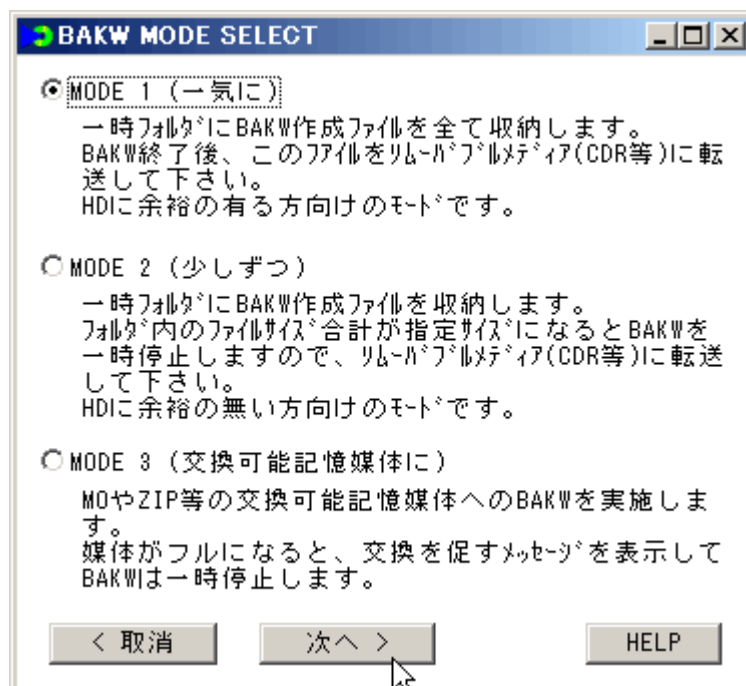 BAKW MODE SELECT
MODE 1 (一気に)
一時ﾌｫﾙﾀﾞにBAKW作成ﾌｧｲﾙを全て収納します。
BAKW終了後、このﾌｱｲﾙをﾘﾑｰﾊﾞﾌﾞﾙﾒﾃﾞｨｱ(CDR等)に転
送して下さい。
HDに余裕の有る方向けのﾓｰﾄﾞです。
MODE 2 (少しずつ)
一時ﾌｫﾙﾀﾞにBAKW作成ﾌｧｲﾙを収納します。
ﾌｫﾙﾀﾞ内のﾌｧｲﾙｻｲｽﾞ合計が指定ｻｲｽﾞになるとBAKWを
一時停止しますので、ﾘﾑｰﾊﾞﾌﾞﾙﾒﾃﾞｨｱ(CDR等)に転送
して下さい。
HDに余裕の無い方向けのﾓｰﾄﾞです。
MODE 3 (交換可能記憶媒体に)
MOやZIP等の交換可能記憶媒体へのBAKWを実施しま
す。
媒体がフルになると、交換を促すﾒｯｾｰｼﾞを表示して
BAKWは一時停止します。
< 取消
次へ >
HELP